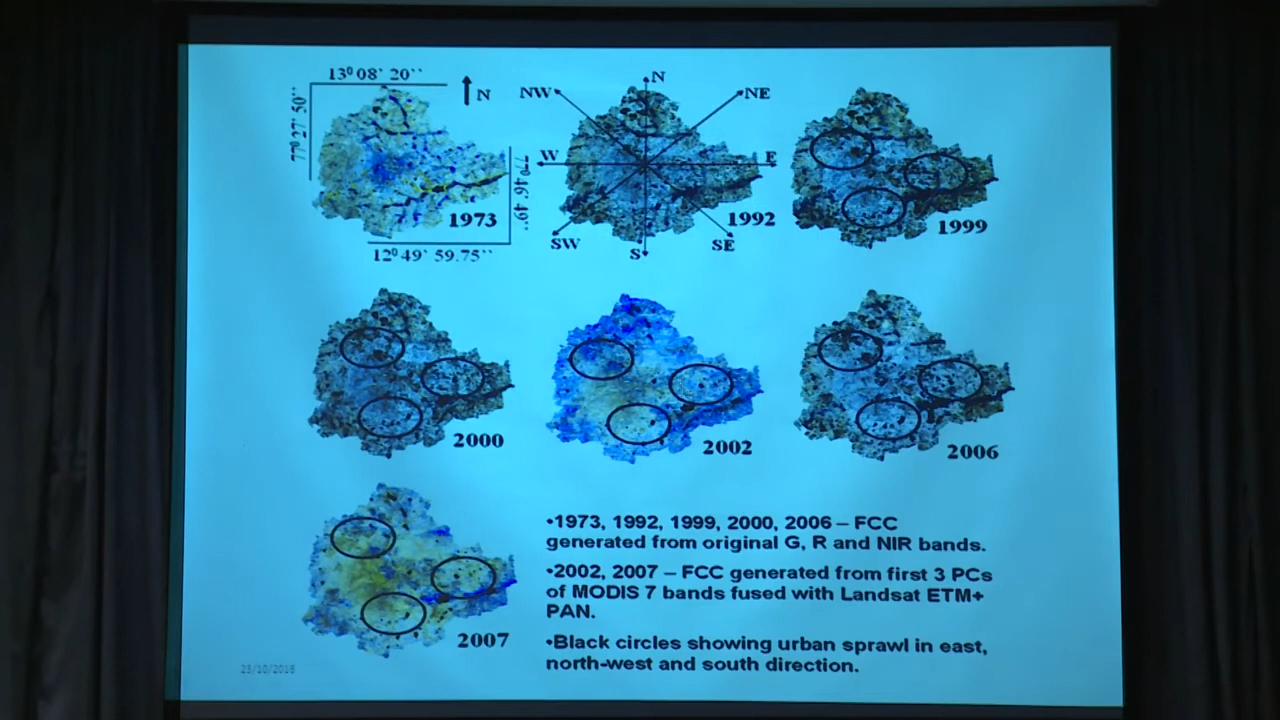 13⁰ 08’ 20’’
N
77⁰ 27’ 50’’
77⁰ 46’ 49’’
1973
12⁰ 49’ 59.75’’
N
NW
NE
W
E
SW
S
SE
1992
1999
2000
2002
2006
2007
•1973, 1992, 1999, 2000, 2006 – FCC
generated from original G, R and NIR bands.
•2002, 2007 – FCC generated from first 3 PCs
of MODIS 7 bands fused with Landsat ETM+
PAN.
•Black circles showing urban sprawl in east,
north-west and south direction.